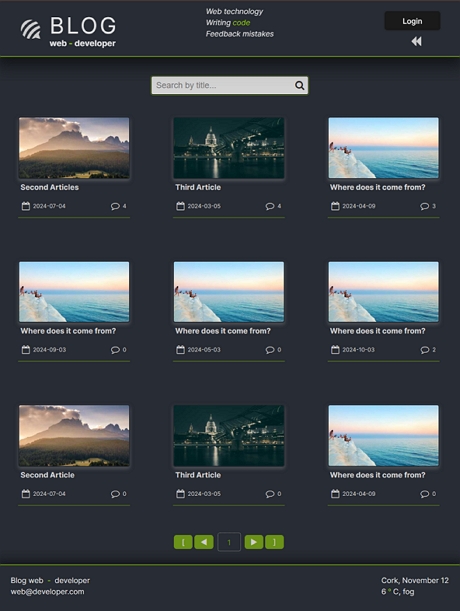 BLOG
web - developer
Web technology
Writing code
Feedback mistakes
Login
Search by title...
Second Articles
2024-07-04 4
Third Article
2024-03-05 4
Where does it come from?
2024-04-09 3
Where does it come from?
2024-09-03 0
Where does it come from?
2024-05-03 0
Where does it come from?
2024-10-03 2
Second Article
2024-07-04 0
Third Article
2024-03-05 0
Where does it come from?
2024-04-09 0
[ 1 ]
Blog web - developer
web@developer.com
Cork, November 12
6 ° C, fog